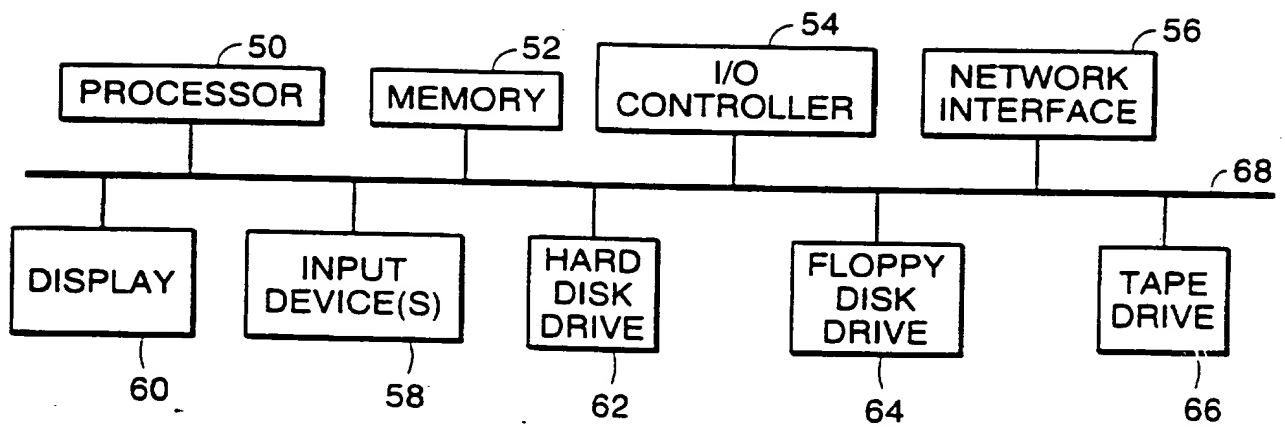 50
PROCESSOR
52
MEMORY
54
I/O
CONTROLLER
56
NETWORK
INTERFACE
68
DISPLAY
60
INPUT
DEVICE(S)
58
HARD
DISK
DRIVE
62
FLOPPY
DISK
DRIVE
64
TAPE
DRIVE
66